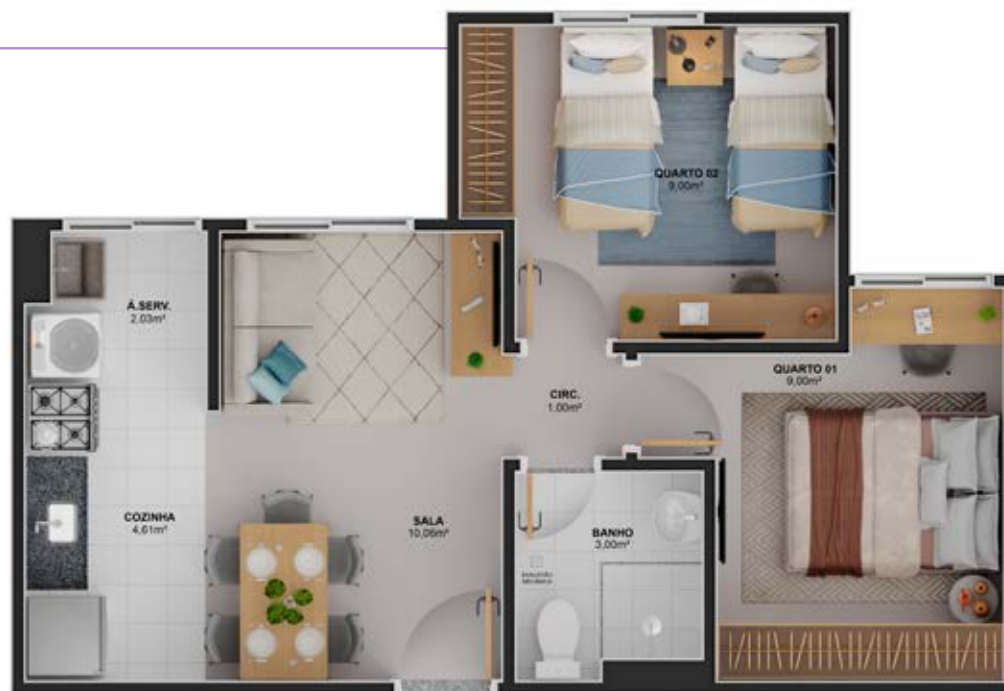 QUARTO 02
9,00m²
Á.SERV.
2,03m²
QUARTO 01
9,00m²
CIRC.
1,00m²
COZINHA
4,61m²
SALA
10,06m²
BANHO
3,00m²